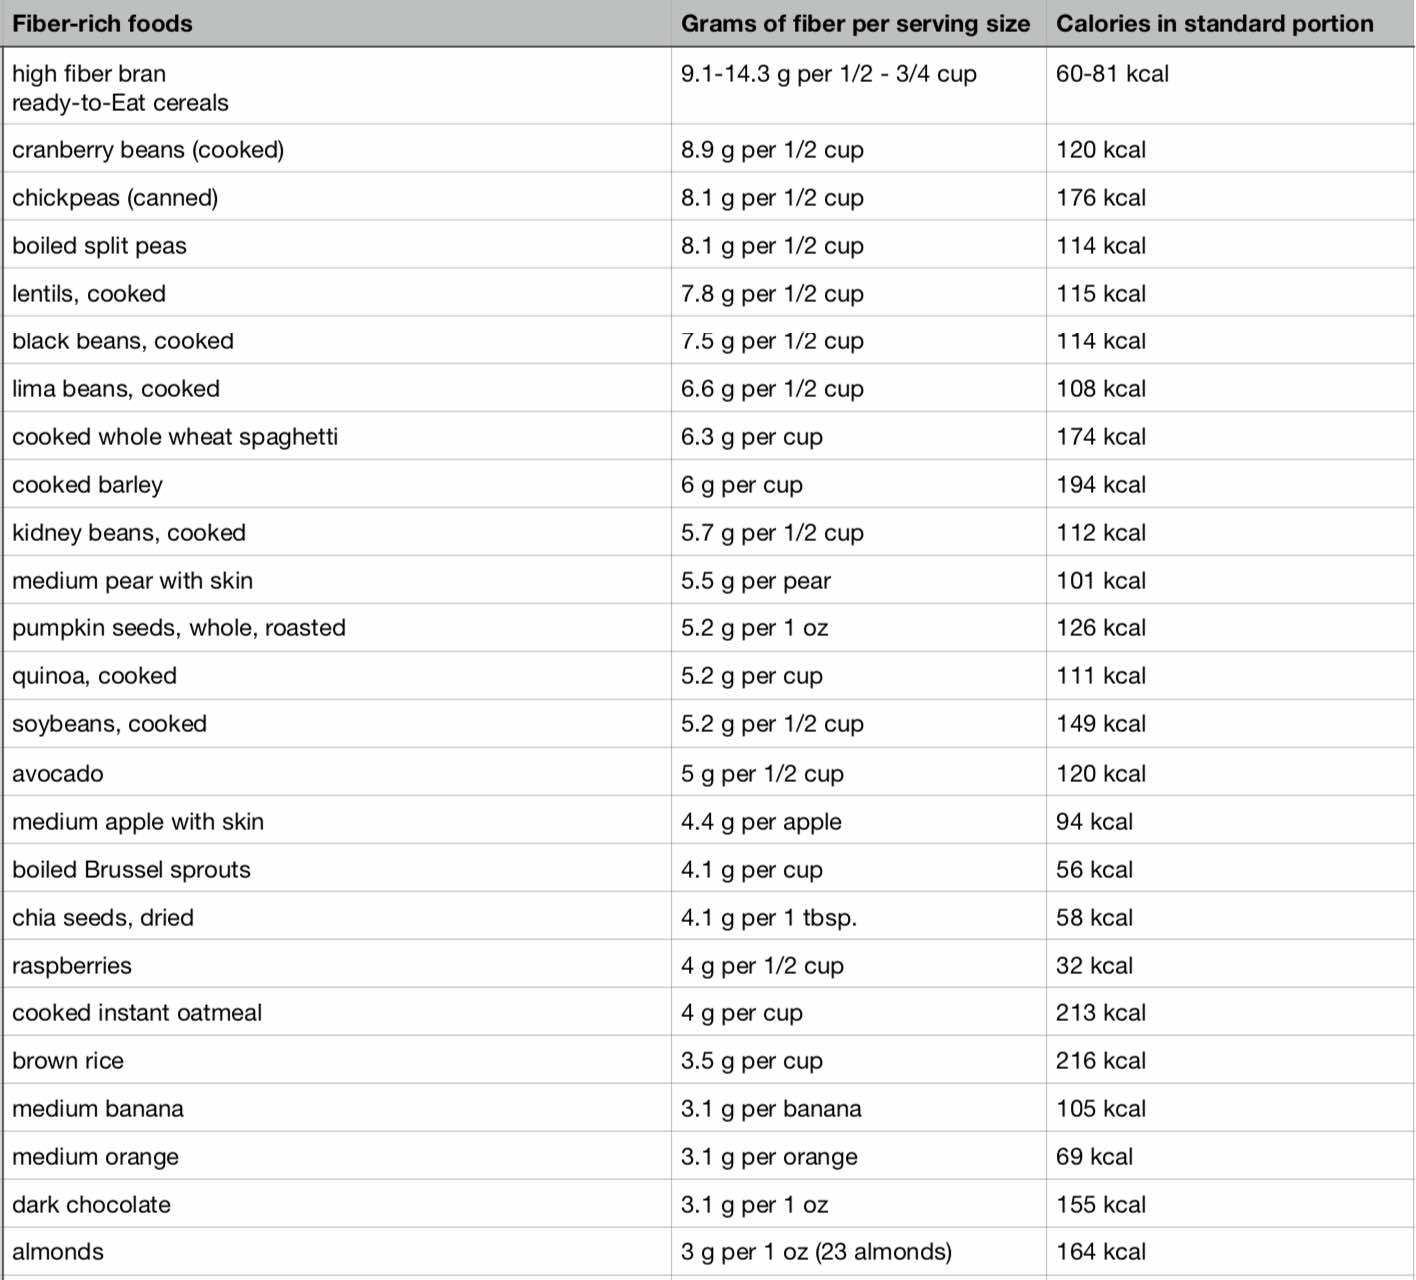 Fiber-rich foods Grams of fiber per serving size Calories in standard portion
high fiber bran 9.1-14.3 g per 1/2 - 3/4 cup 60-81 kcal
ready-to-Eat cereals
cranberry beans (cooked) 8.9 g per 1/2 cup 120 kcal
chickpeas (canned) 8.1 g per 1/2 cup 176 kcal
boiled split peas 8.1 g per 1/2 cup 114 kcal
lentils, cooked 7.8 g per 1/2 cup 115 kcal
black beans, cooked 7.5 g per 1/2 cup 114 kcal
lima beans, cooked 6.6 g per 1/2 cup 108 kcal
cooked whole wheat spaghetti 6.3 g per cup 174 kcal
cooked barley 6 g per cup 194 kcal
kidney beans, cooked 5.7 g per 1/2 cup 112 kcal
medium pear with skin 5.5 g per pear 101 kcal
pumpkin seeds, whole, roasted 5.2 g per 1 oz 126 kcal
quinoa, cooked 5.2 g per cup 111 kcal
soybeans, cooked 5.2 g per 1/2 cup 149 kcal
avocado 5 g per 1/2 cup 120 kcal
medium apple with skin 4.4 g per apple 94 kcal
boiled Brussel sprouts 4.1 g per cup 56 kcal
chia seeds, dried 4.1 g per 1 tbsp. 58 kcal
raspberries 4 g per 1/2 cup 32 kcal
cooked instant oatmeal 4 g per cup 213 kcal
brown rice 3.5 g per cup 216 kcal
medium banana 3.1 g per banana 105 kcal
medium orange 3.1 g per orange 69 kcal
dark chocolate 3.1 g per 1 oz 155 kcal
almonds 3 g per 1 oz (23 almonds) 164 kcal